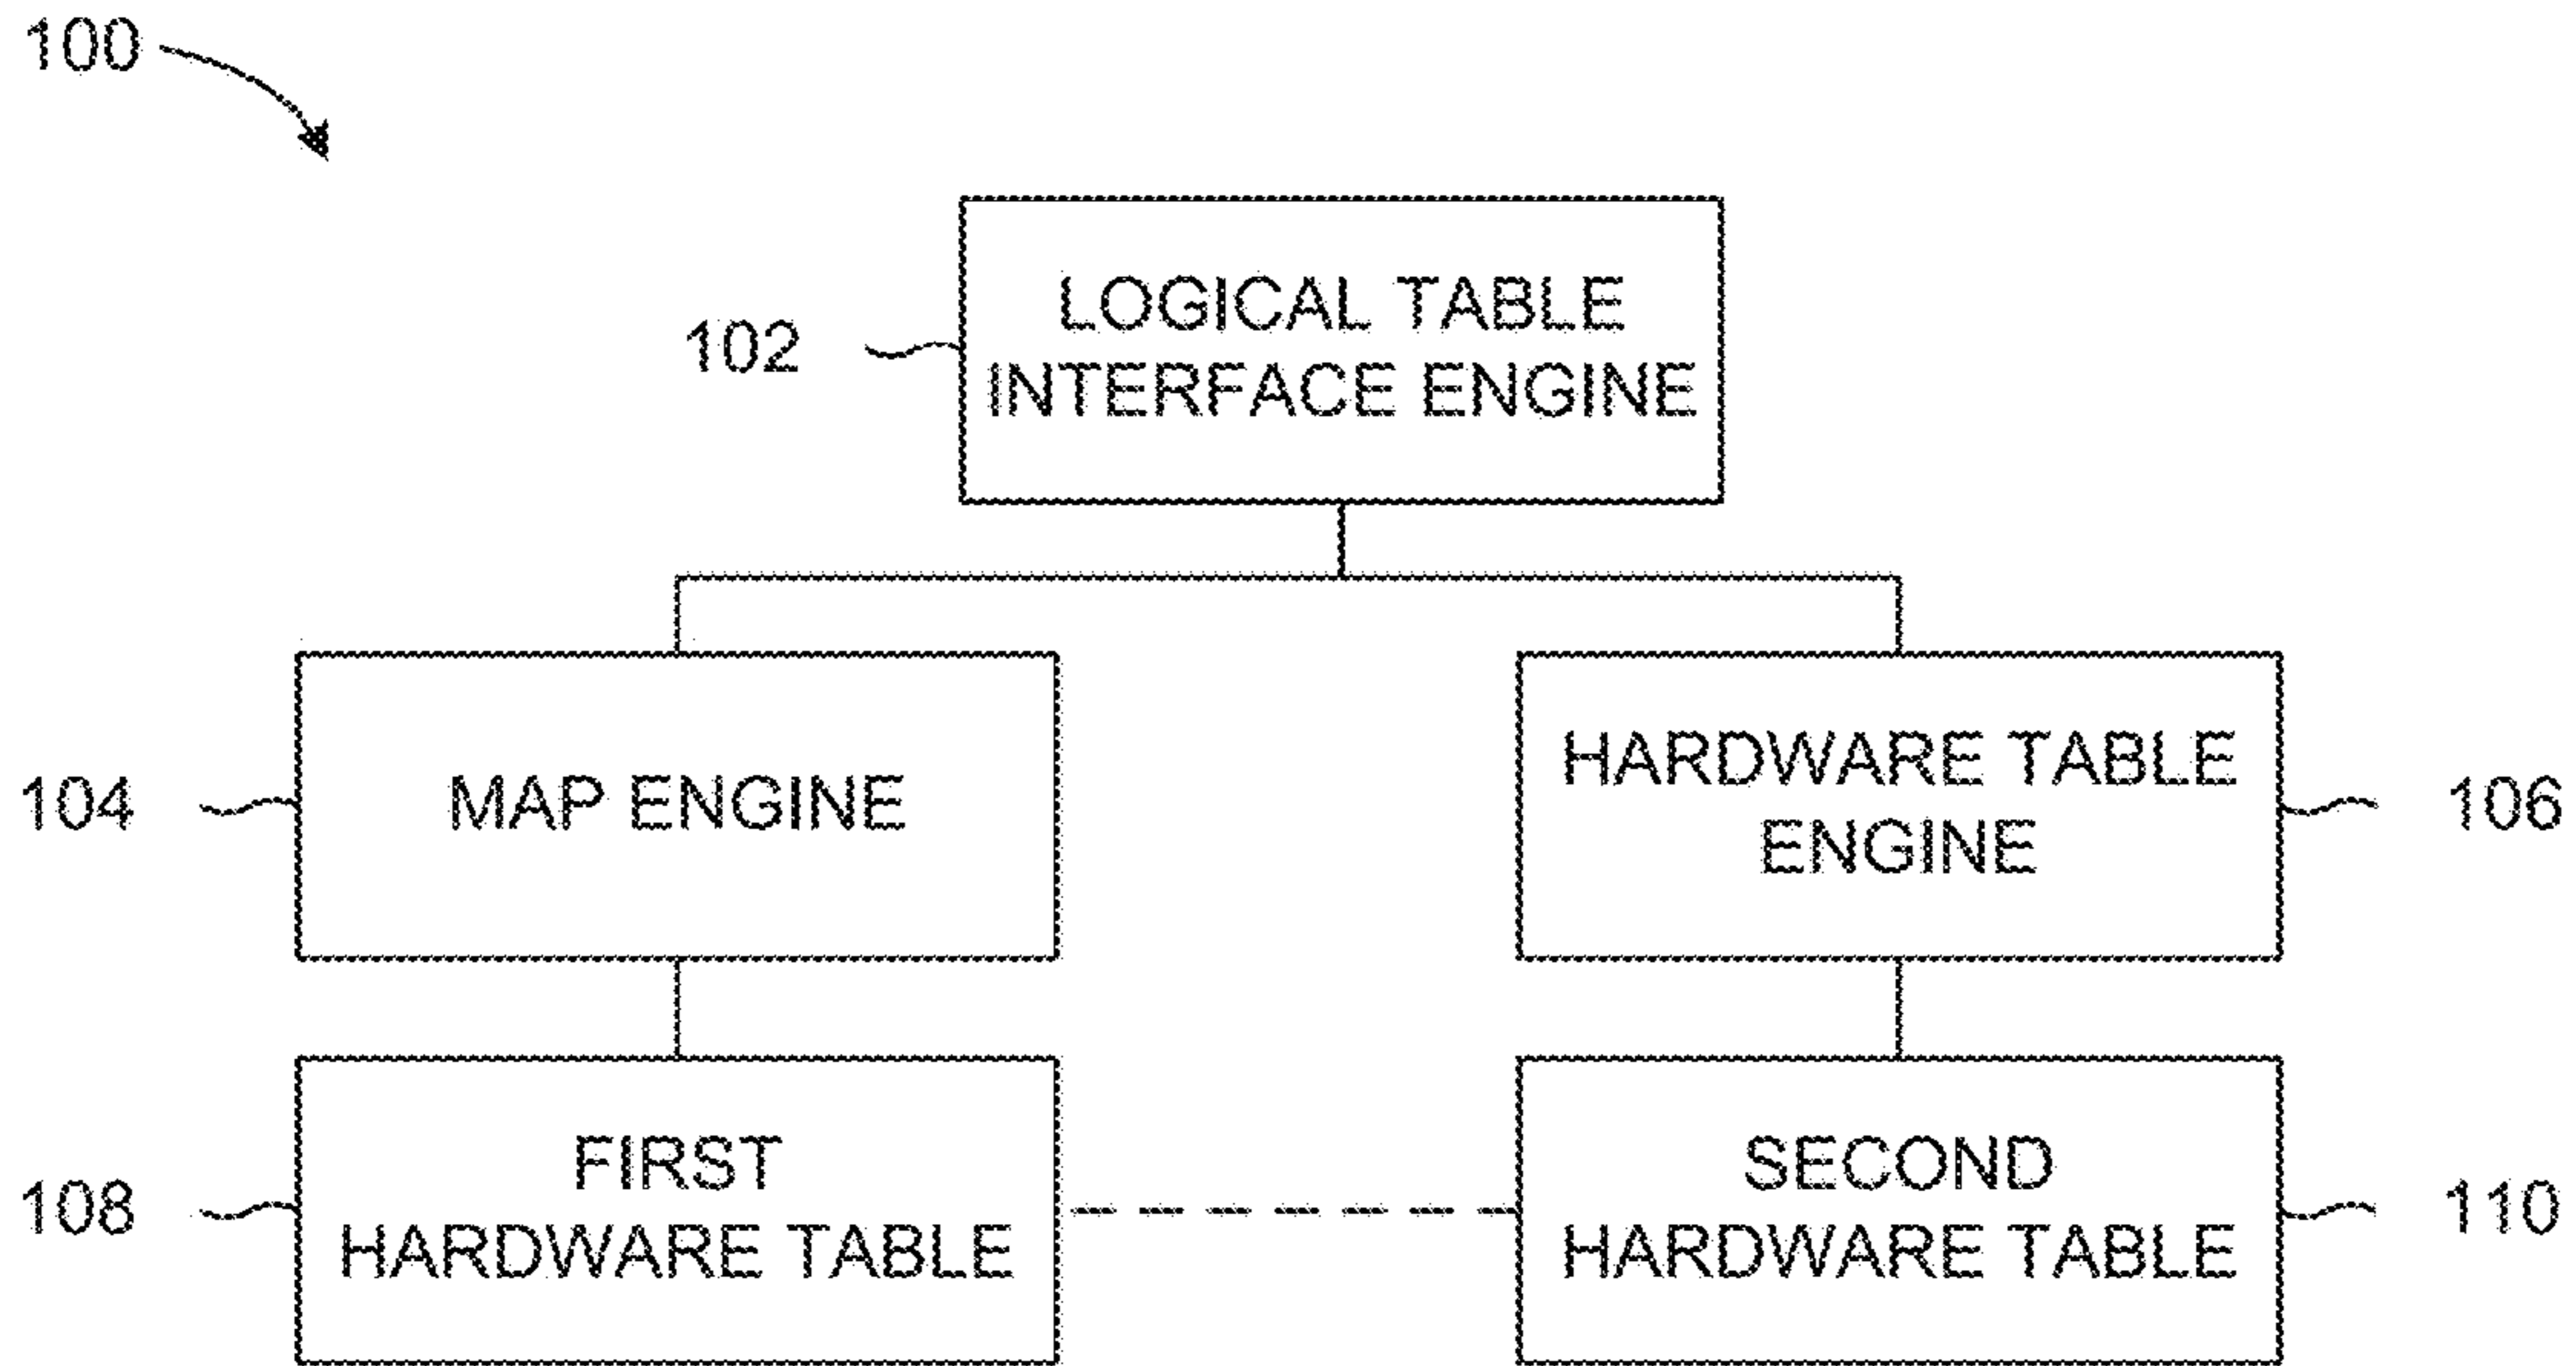 100
102
LOGICAL TABLE
INTERFACE ENGINE
104
MAP ENGINE
HARDWARE TABLE
ENGINE
106
108
FIRST
HARDWARE TABLE
SECOND
HARDWARE TABLE
110